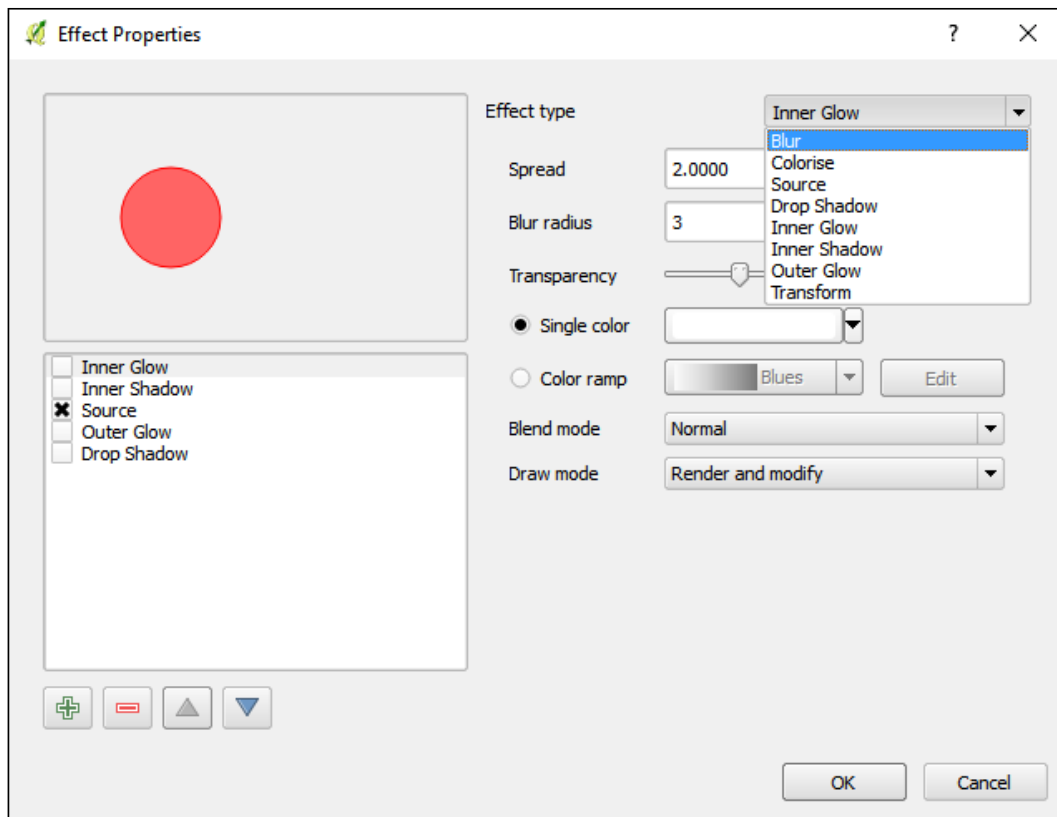 Effect Properties
?
Effect type
Inner Glow
Blur
Colorise
Source
Drop Shadow
Inner Glow
Inner Shadow
Outer Glow
Transform
Spread
2.0000
Blur radius
3
Transparency
Single color
Color ramp
Blues
Edit
Blend mode
Normal
Draw mode
Render and modify
Inner Glow
Inner Shadow
Source
Outer Glow
Drop Shadow
OK
Cancel